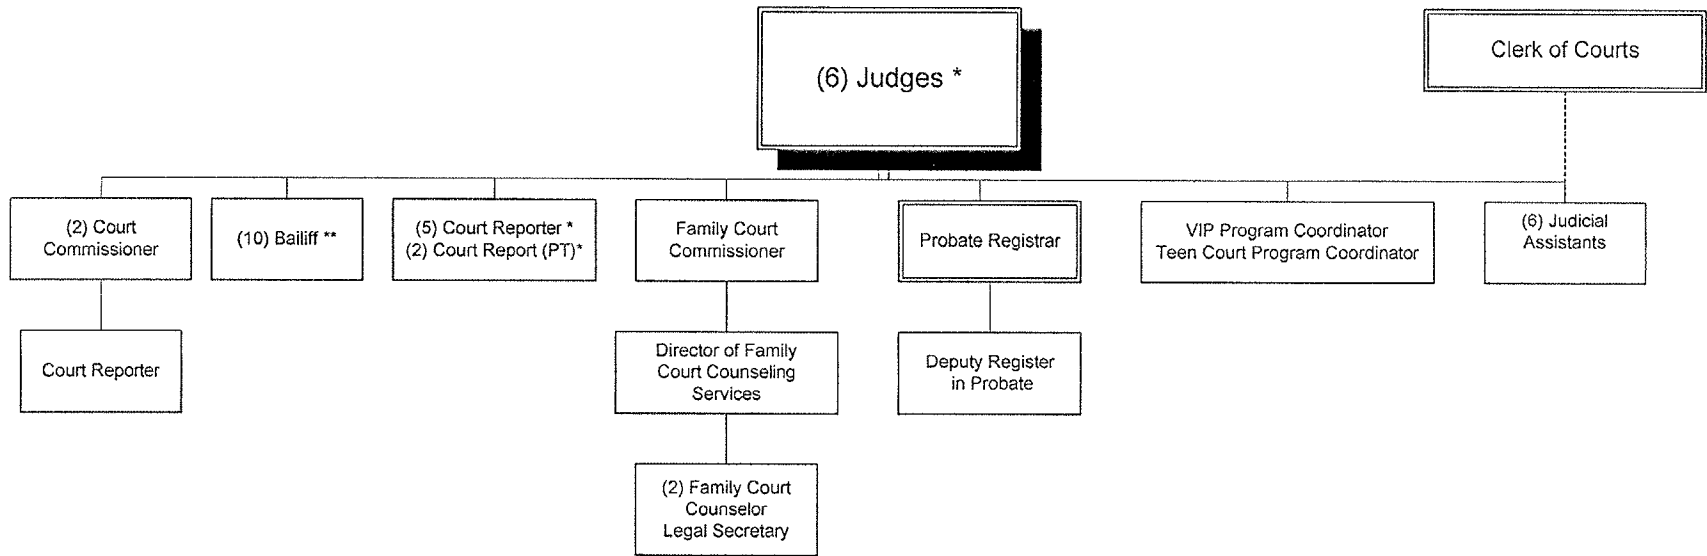 (6) Judges *
Clerk of Courts
(2) Court
Commissioner
(10) Bailiff **
(5) Court Reporter *
(2) Court Report (PT)*
Family Court
Commissioner
Probate Registrar
VIP Program Coordinator
Teen Court Program Coordinator
(6) Judicial
Assistants
Court Reporter
Director of Family
Court Counseling
Services
Deputy Register
in Probate
(2) Family Court
Counselor
Legal Secretary